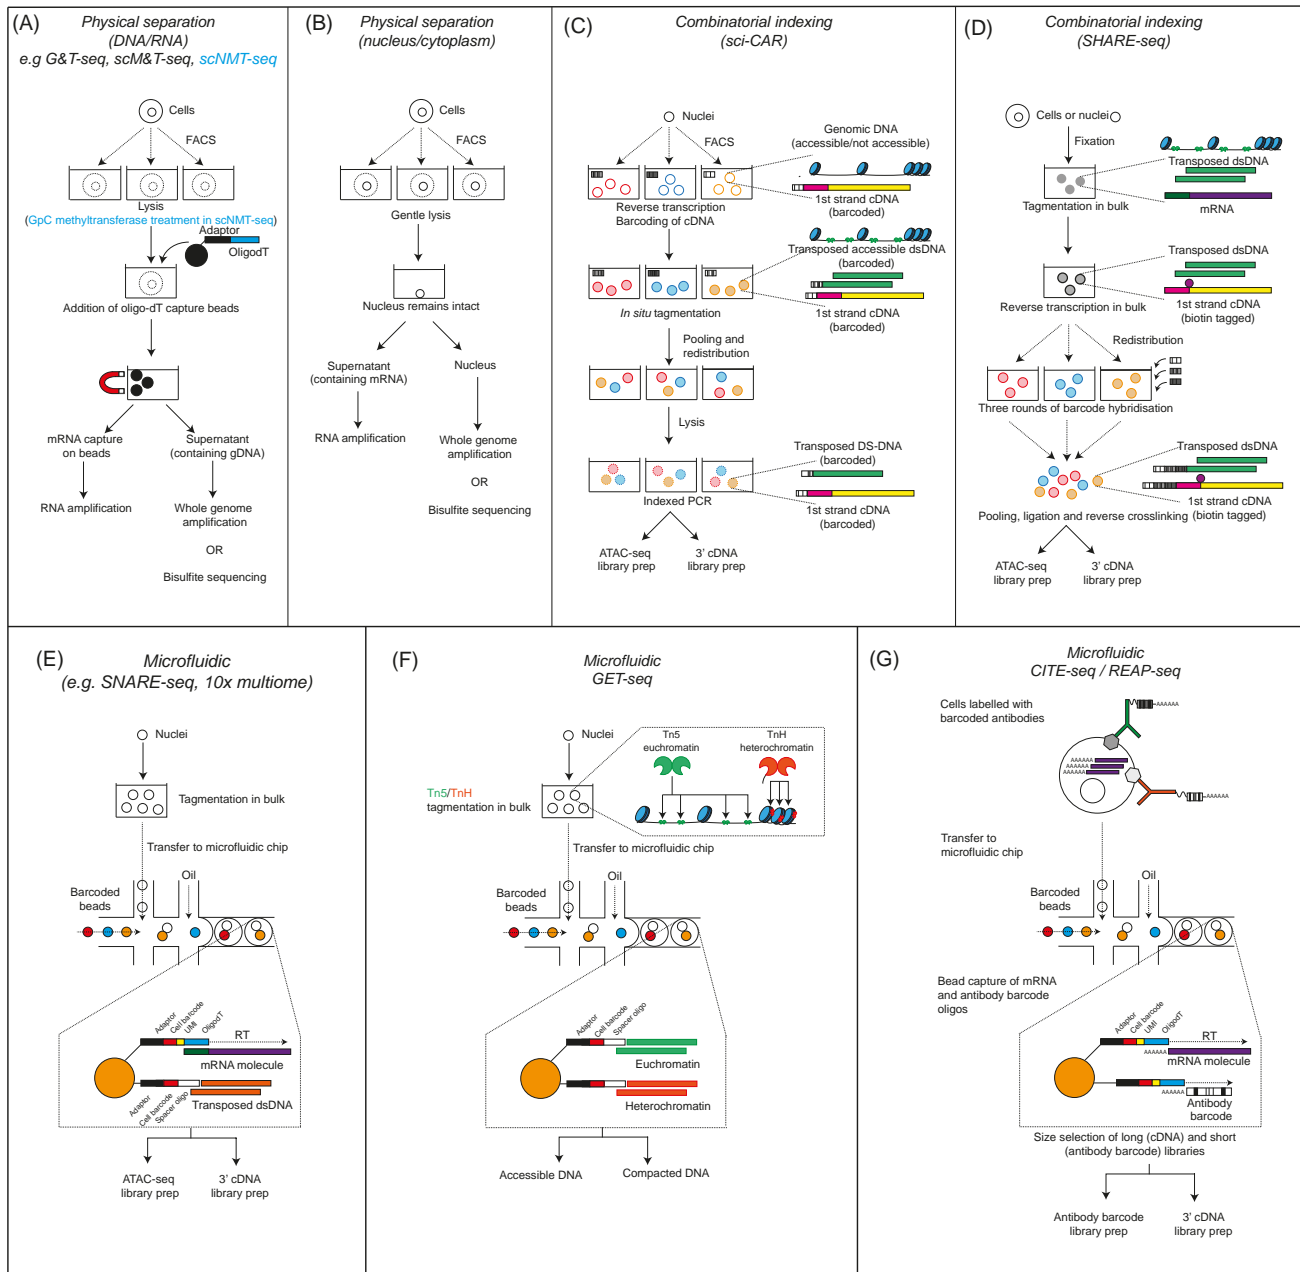 (A)
Physical separation
(DNA/RNA)
e.g G&T-seq, scM&T-seq, scNMT-seq
Cells
FACS
Lysis
(GpC methyltransferase treatment in scNMT-seq)
Adaptor
OligodT
Addition of oligo-dT capture beads
mRNA capture
on beads
Supernatant
(containing gDNA)
RNA amplification
Whole genome
amplification
OR
Bisulfite sequencing
(B)
Physical separation
(nucleus/cytoplasm)
Cells
FACS
Gentle lysis
Nucleus remains intact
Supernatant
(containing mRNA)
Nucleus
RNA amplification
Whole genome
amplification
OR
Bisulfite sequencing
(C)
Combinatorial indexing
(sci-CAR)
Nuclei
FACS
Genomic DNA
(accessible/not accessible)
Reverse transcription
Barcoding of cDNA
1st strand cDNA
(barcoded)
Transposed accessible dsDNA
(barcoded)
In situ tagmentation
1st strand cDNA
(barcoded)
Pooling and
redistribution
Lysis
Transposed DS-DNA
(barcoded)
Indexed PCR
1st strand cDNA
(barcoded)
ATAC-seq
library prep
3' cDNA
library prep
(D)
Combinatorial indexing
(SHARE-seq)
Cells or nuclei
Fixation
Transposed dsDNA
mRNA
Tagmentation in bulk
Transposed dsDNA
1st strand cDNA
(biotin tagged)
Reverse transcription in bulk
Redistribution
Three rounds of barcode hybridisation
Transposed dsDNA
1st strand cDNA
(biotin tagged)
Pooling, ligation and reverse crosslinking
ATAC-seq
library prep
3' cDNA
library prep
(E)
Microfluidic
(e.g. SNARE-seq, 10x multiome)
Nuclei
Tagmentation in bulk
Transfer to microfluidic chip
Oil
Barcoded
beads
Adaptor
Cell barcode
UMI
OligodT
RT
mRNA molecule
Transposed dsDNA
Adaptor
Cell barcode
Spacer oligo
ATAC-seq
library prep
3' cDNA
library prep
(F)
Microfluidic
GET-seq
Nuclei
Tn5
euchromatin
TnH
heterochromatin
Tn5/TnH
tagmentation in bulk
Transfer to microfluidic chip
Oil
Barcoded
beads
Adaptor
Cell barcode
Spacer oligo
Euchromatin
Heterochromatin
Accessible DNA
Compacted DNA
(G)
Microfluidic
CITE-seq / REAP-seq
Cells labelled with
barcoded antibodies
AAAAAA
AAAAAA
AAAAAA
AAAAAA
AAAAAA
Transfer to
microfluidic chip
Oil
Barcoded
beads
Bead capture of mRNA
and antibody barcode
oligos
Adaptor
Cell barcode
UMI
OligodT
RT
AAAAAA
mRNA molecule
AAAAAA
Antibody
barcode
Size selection of long (cDNA) and short
(antibody barcode) libraries
Antibody barcode
library prep
3' cDNA
library prep